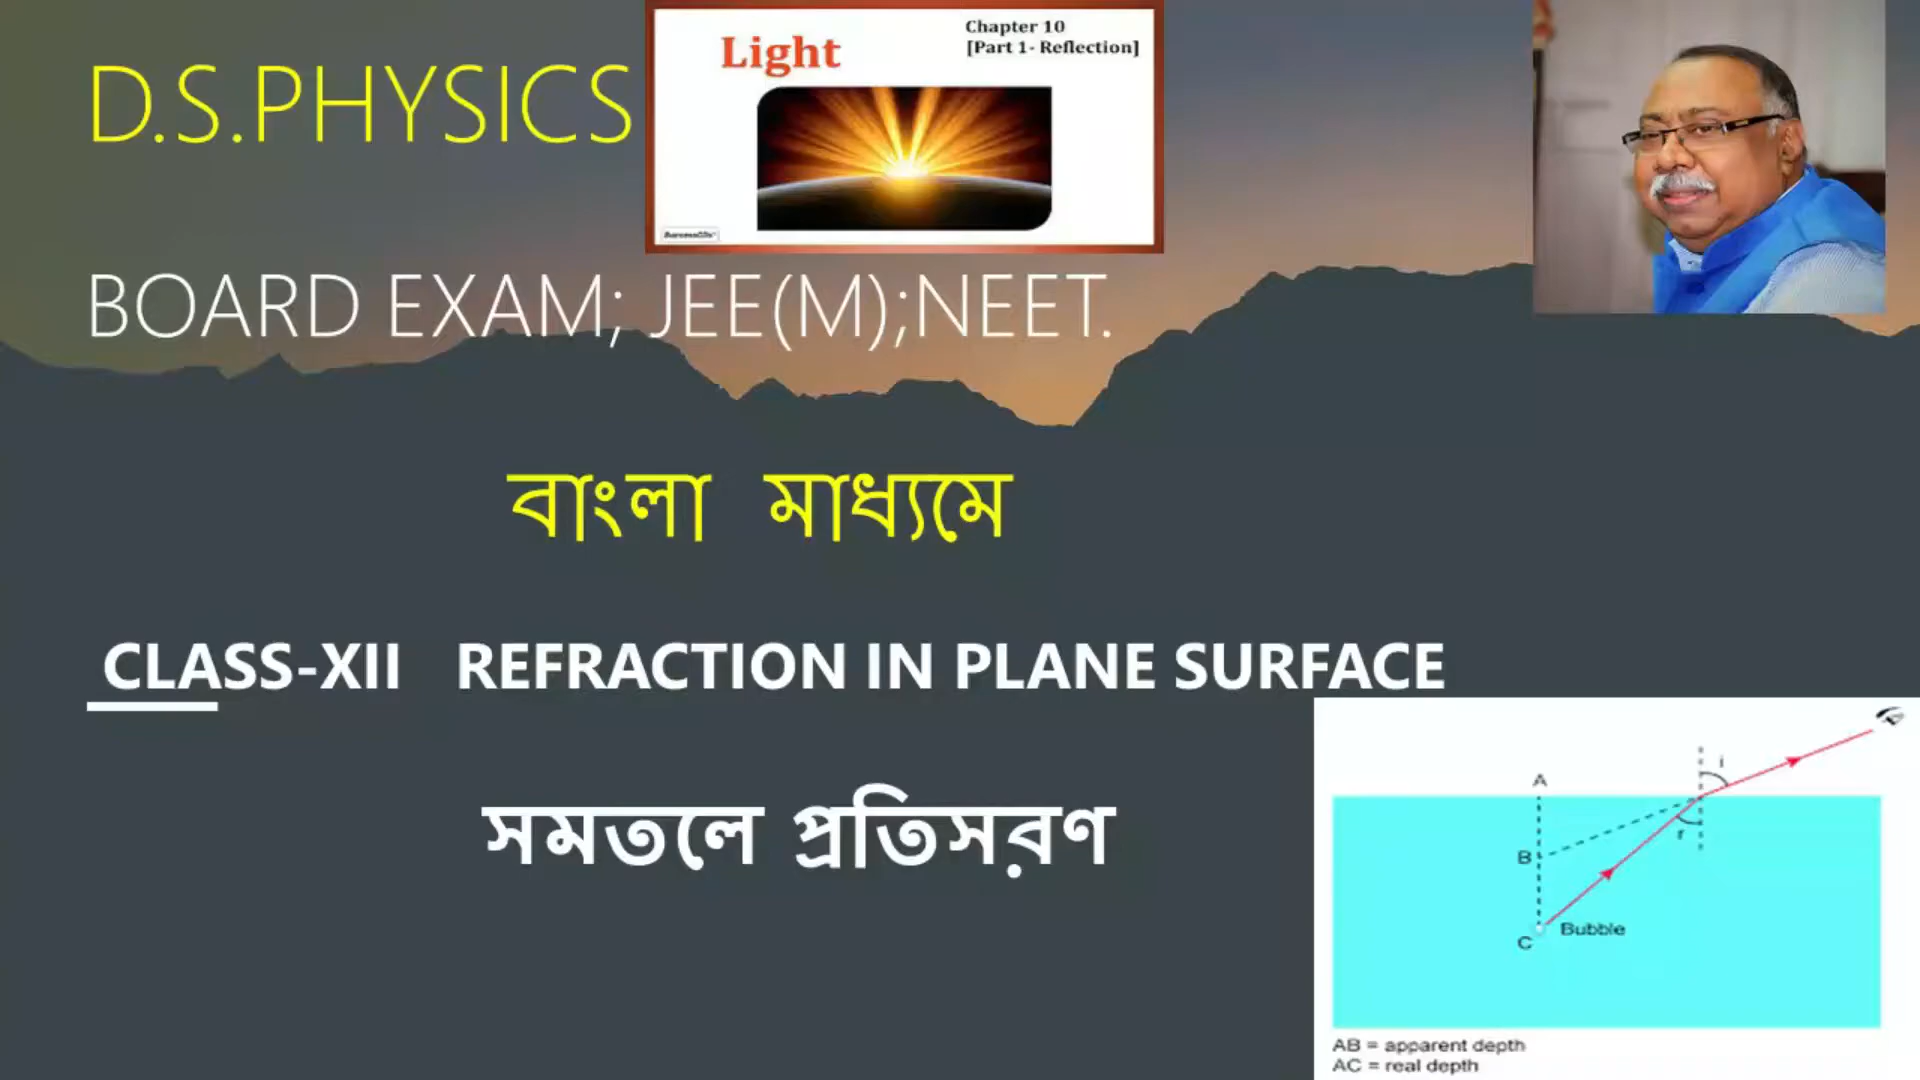 D.S.PHYSICS
Light
Chapter 10
[Part 1- Reflection]
BOARD EXAM; JEE(M);NEET.
বাংলা মাধ্যমে
CLASS-XII REFRACTION IN PLANE SURFACE
সমতলে প্রতিসরণ
i
A
r
B
Bubble
C
AB = apparent depth
AC = real depth